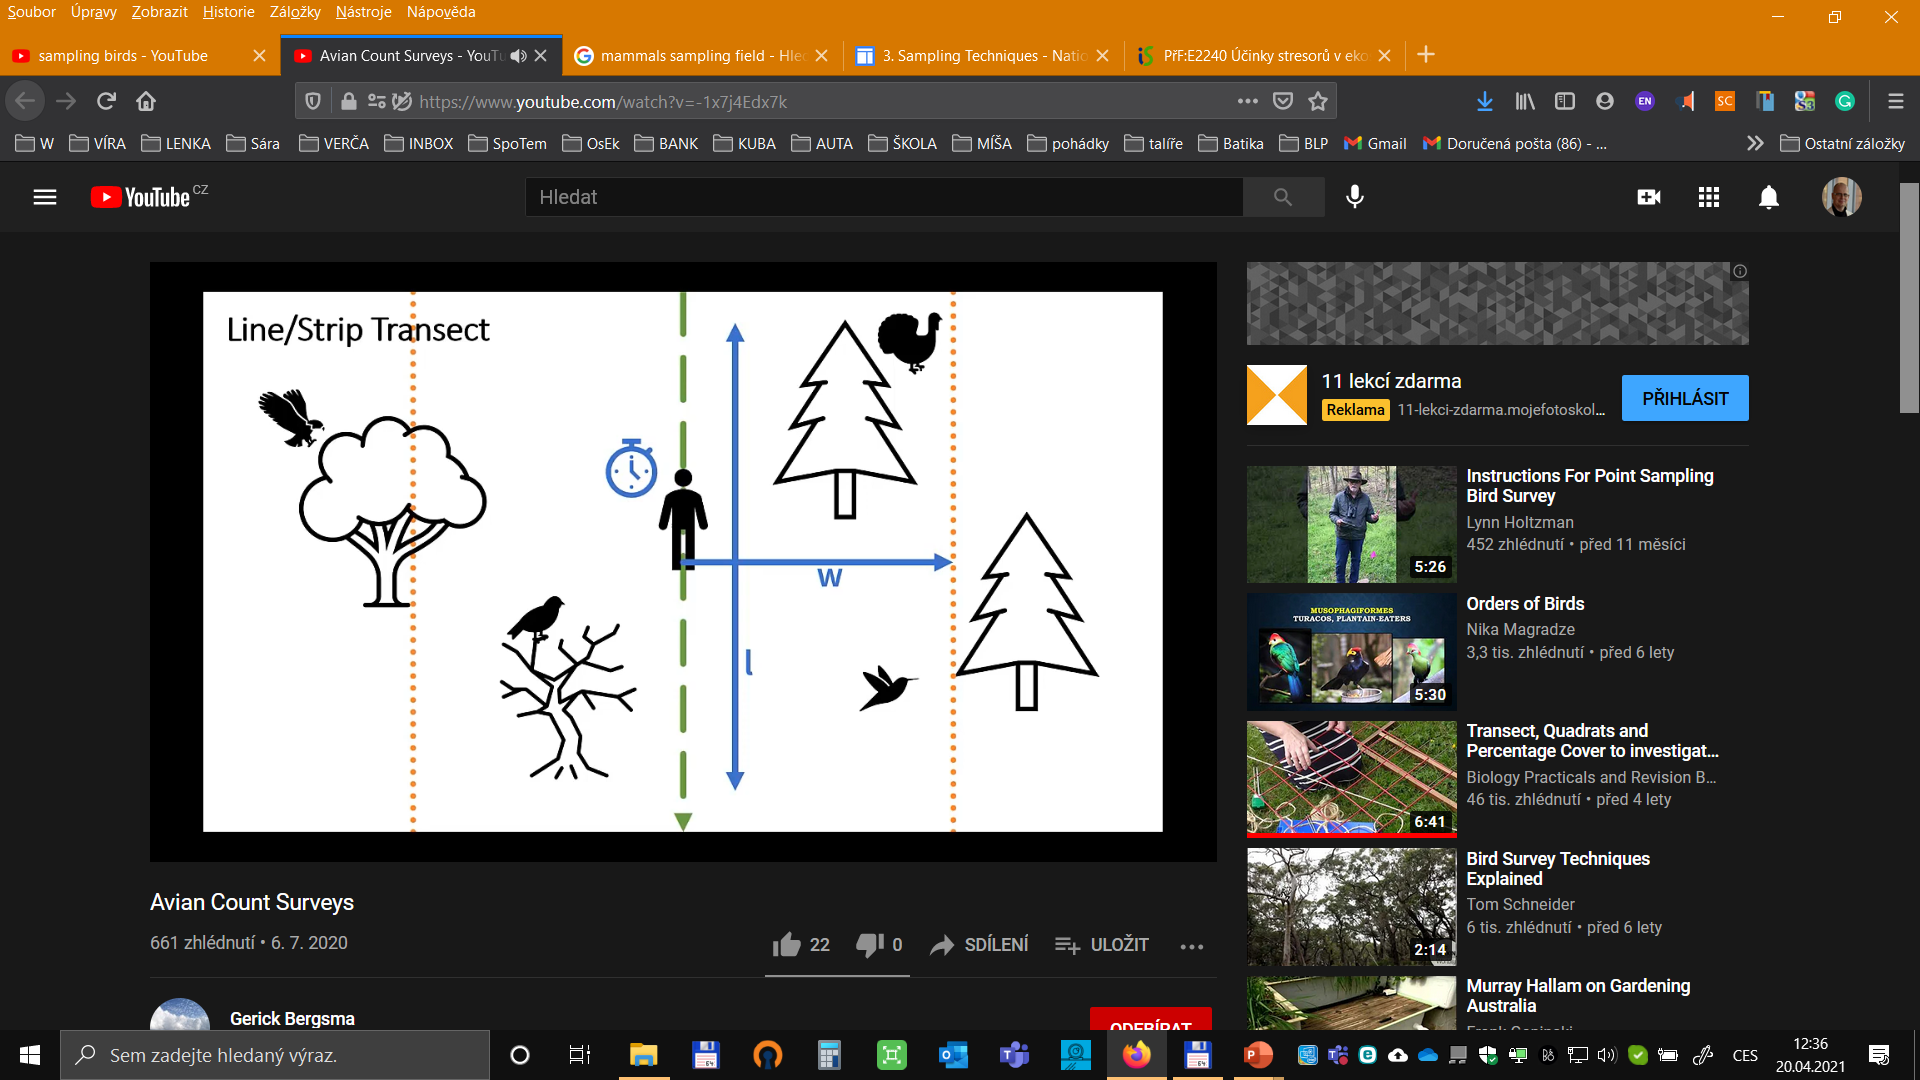 Soubor Úpravy Zobrazit Historie Záložky Nástroje Nápověda
sampling birds - YouTube
Avian Count Surveys - YouTu
mammals sampling field - Hled
3. Sampling Techniques - Natio
PřF:E2240 Účinky stresorů v eko
https://www.youtube.com/watch?v=-1x7j4Edx7k
EN
SC
W VÍRA LENKA Sára VERČA INBOX SpoTem OsEk BANK KUBA AUTA ŠKOLA MÍŠA pohádky talíře Batika BLP Gmail Doručená pošta (86) - ... Ostatní záložky
YouTube CZ
Hledat
Line/Strip Transect
w
l
11 lekcí zdarma
Reklama 11-lekci-zdarma.mojefotoskol...
PŘIHLÁSIT
Instructions For Point Sampling
Bird Survey
Lynn Holtzman
452 zhlédnutí • před 11 měsíci
5:26
MUSOPHAGIFORMES
TURACOS, PLANTAIN-EATERS
5:30
Orders of Birds
Nika Magradze
3,3 tis. zhlédnutí • před 6 lety
Transect, Quadrats and
Percentage Cover to investigat...
Biology Practicals and Revision B...
46 tis. zhlédnutí • před 4 lety
6:41
Bird Survey Techniques
Explained
Tom Schneider
6 tis. zhlédnutí • před 6 lety
2:14
Murray Hallam on Gardening
Australia
Avian Count Surveys
661 zhlédnutí • 6. 7. 2020
22 0 SDÍLENÍ ULOŽIT
Gerick Bergsma
ODEBÍRAT
Sem zadejte hledaný výraz.
64
64
CES
12:36
20.04.2021